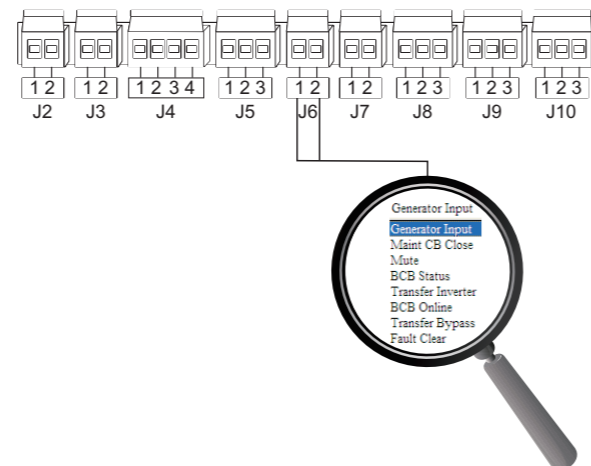 1 2 1 2 1 2 3 4 1 2 3 1 2 1 2 1 2 3 1 2 3 1 2 3
J2 J3 J4 J5 J6 J7 J8 J9 J10
Generator Input
Generator Input
Maint CB Close
Mute
BCB Status
Transfer Inverter
BCB Online
Transfer Bypass
Fault Clear